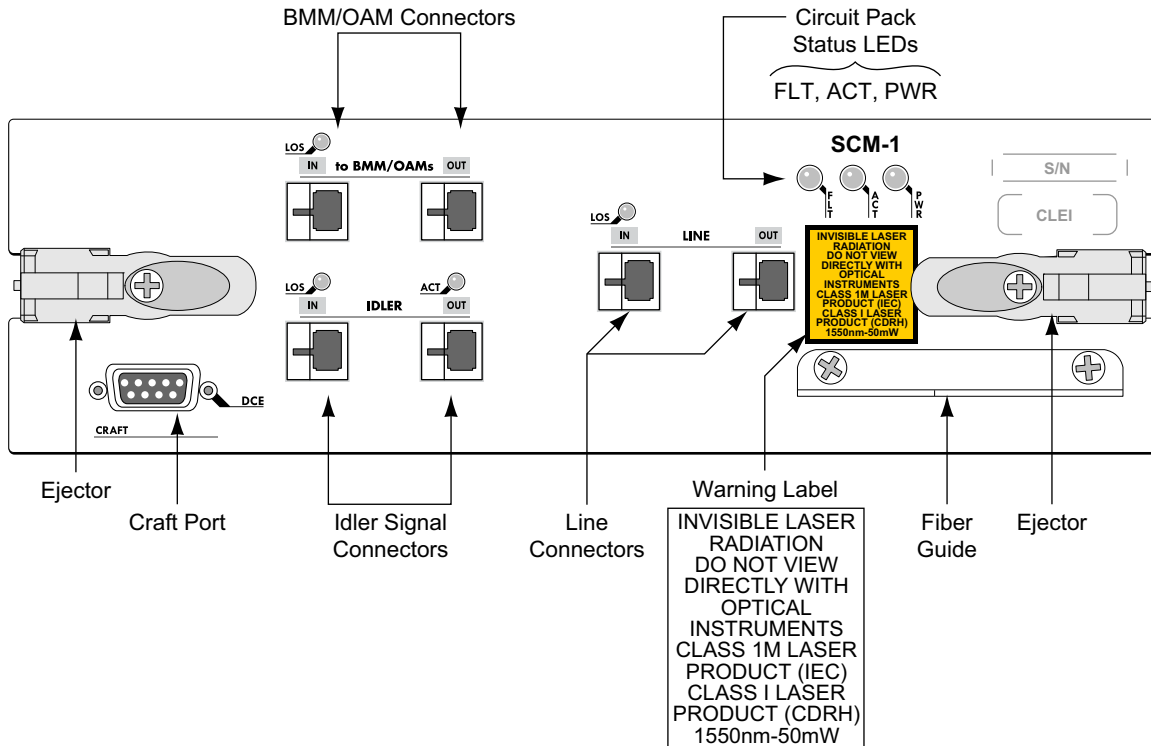 BMM/OAM Connectors
Circuit Pack
Status LEDs
FLT, ACT, PWR
LOS
IN to BMM/OAMs OUT
SCM-1
FLT
ACT
PWR
S/N
CLEI
LOS
IN LINE OUT
INVISIBLE LASER
RADIATION
DO NOT VIEW
DIRECTLY WITH
OPTICAL
INSTRUMENTS
CLASS 1M LASER
PRODUCT (IEC)
CLASS I LASER
PRODUCT (CDRH)
1550nm-50mW
LOS
ACT
IN IDLER OUT
DCE
CRAFT
Ejector
Craft Port
Idler Signal
Connectors
Line
Connectors
Warning Label
INVISIBLE LASER
RADIATION
DO NOT VIEW
DIRECTLY WITH
OPTICAL
INSTRUMENTS
CLASS 1M LASER
PRODUCT (IEC)
CLASS I LASER
PRODUCT (CDRH)
1550nm-50mW
Fiber
Guide
Ejector